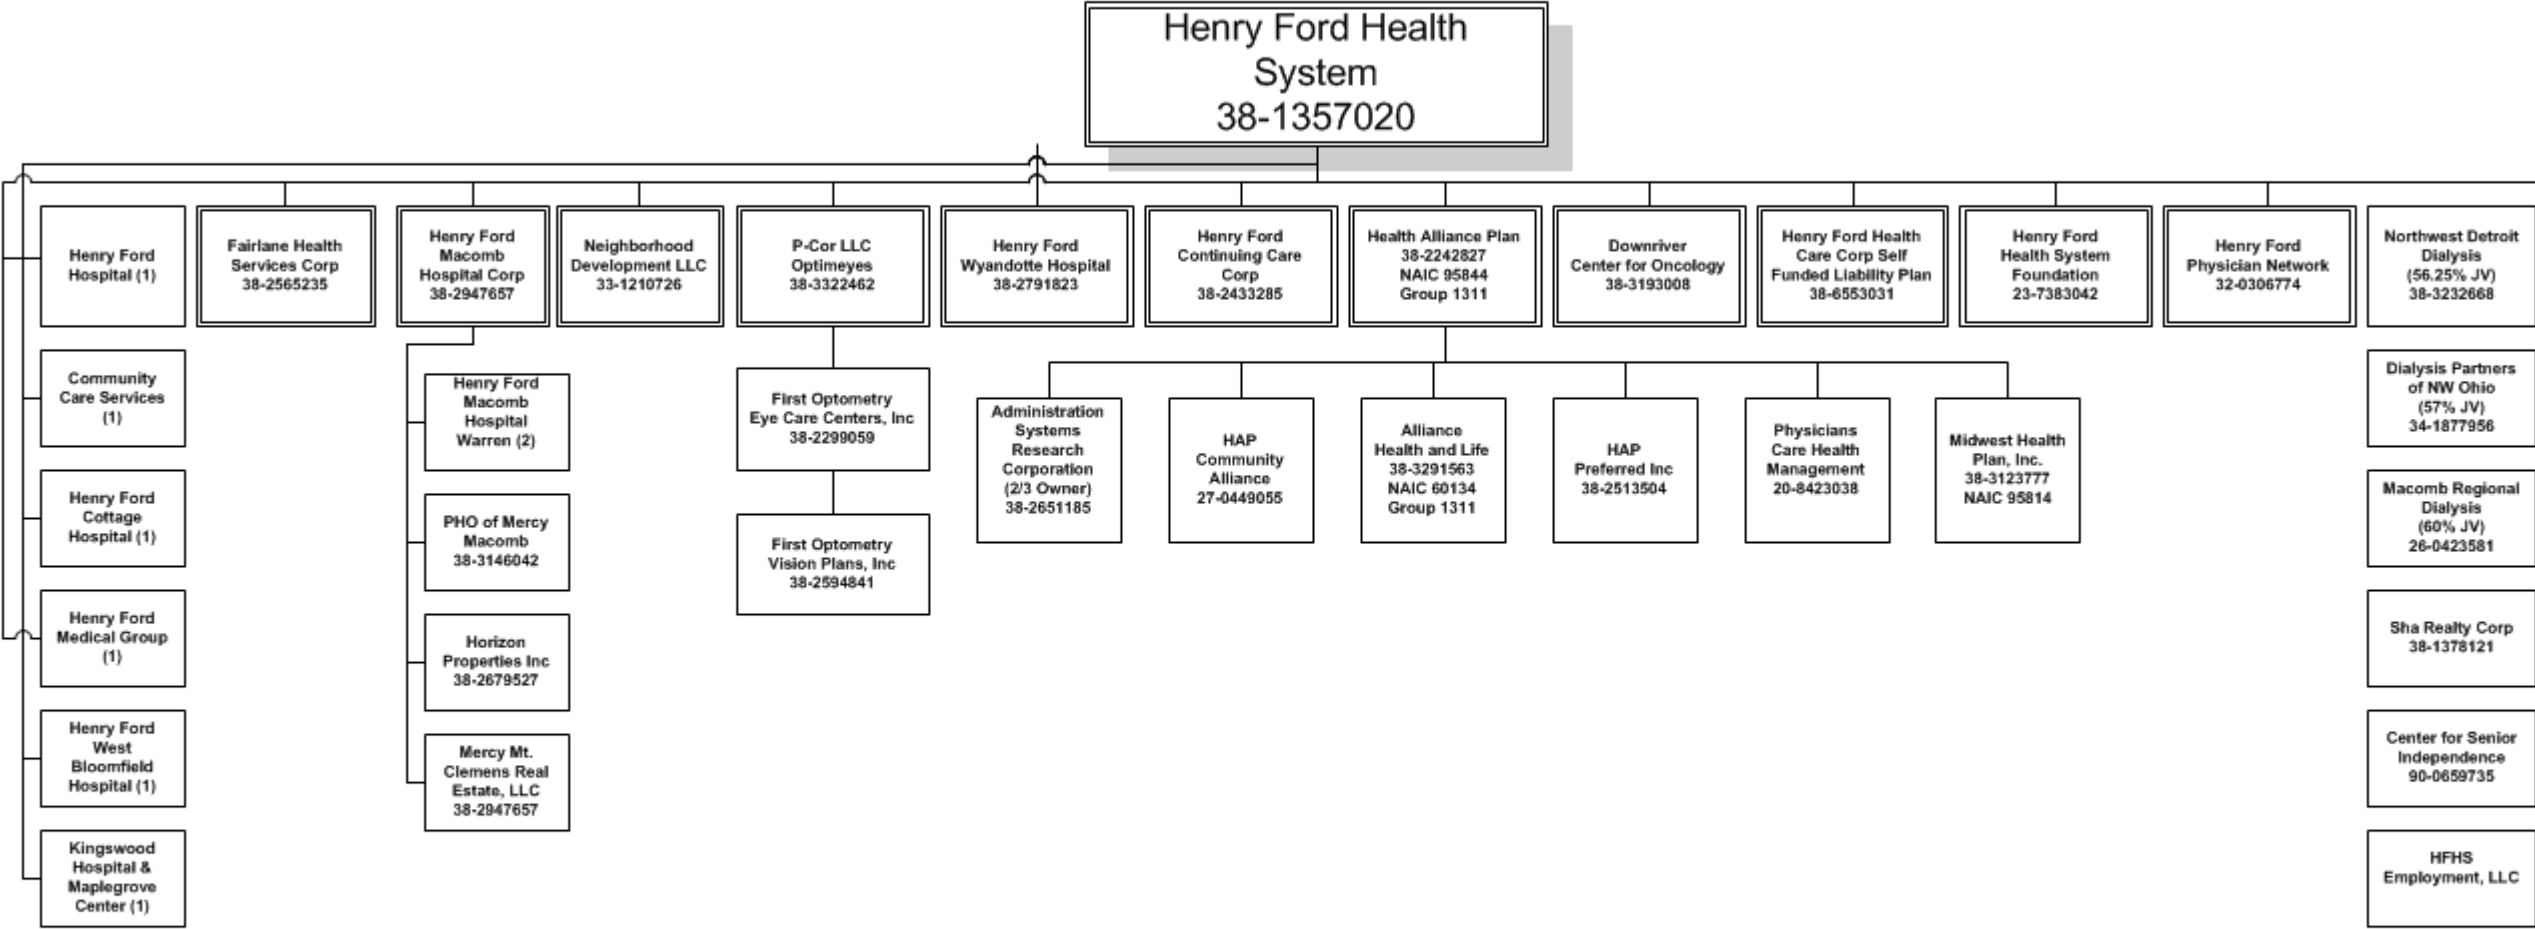 Henry Ford Health
System
38-1357020
Henry Ford
Hospital (1)
Fairlane Health
Services Corp
38-2565235
Henry Ford
Macomb
Hospital Corp
38-2947657
Neighborhood
Development LLC
33-1210726
P-Cor LLC
Optimeyes
38-3322462
Henry Ford
Wyandotte Hospital
38-2791823
Henry Ford
Continuing Care
Corp
38-2433285
Health Alliance Plan
38-2242827
NAIC 95844
Group 1311
Downriver
Center for Oncology
38-3193008
Henry Ford Health
Care Corp Self
Funded Liability Plan
38-6553031
Henry Ford
Health System
Foundation
23-7383042
Henry Ford
Physician Network
32-0306774
Northwest Detroit
Dialysis
(56.25% JV)
38-3232668
Community
Care Services
(1)
Henry Ford
Cottage
Hospital (1)
Henry Ford
Medical Group
(1)
Henry Ford
West
Bloomfield
Hospital (1)
Kingswood
Hospital &
Maplegrove
Center (1)
Henry Ford
Macomb
Hospital
Warren (2)
PHO of Mercy
Macomb
38-3146042
Horizon
Properties Inc
38-2679527
Mercy Mt.
Clemens Real
Estate, LLC
38-2947657
First Optometry
Eye Care Centers, Inc
38-2299059
First Optometry
Vision Plans, Inc
38-2594841
Administration
Systems
Research
Corporation
(2/3 Owner)
38-2651185
HAP
Community
Alliance
27-0449055
Alliance
Health and Life
38-3291563
NAIC 60134
Group 1311
HAP
Preferred Inc
38-2513504
Physicians
Care Health
Management
20-8423038
Midwest Health
Plan, Inc.
38-3123777
NAIC 95814
Dialysis Partners
of NW Ohio
(57% JV)
34-1877956
Macomb Regional
Dialysis
(60% JV)
26-0423581
Sha Realty Corp
38-1378121
Center for Senior
Independence
90-0659735
HFHS
Employment, LLC